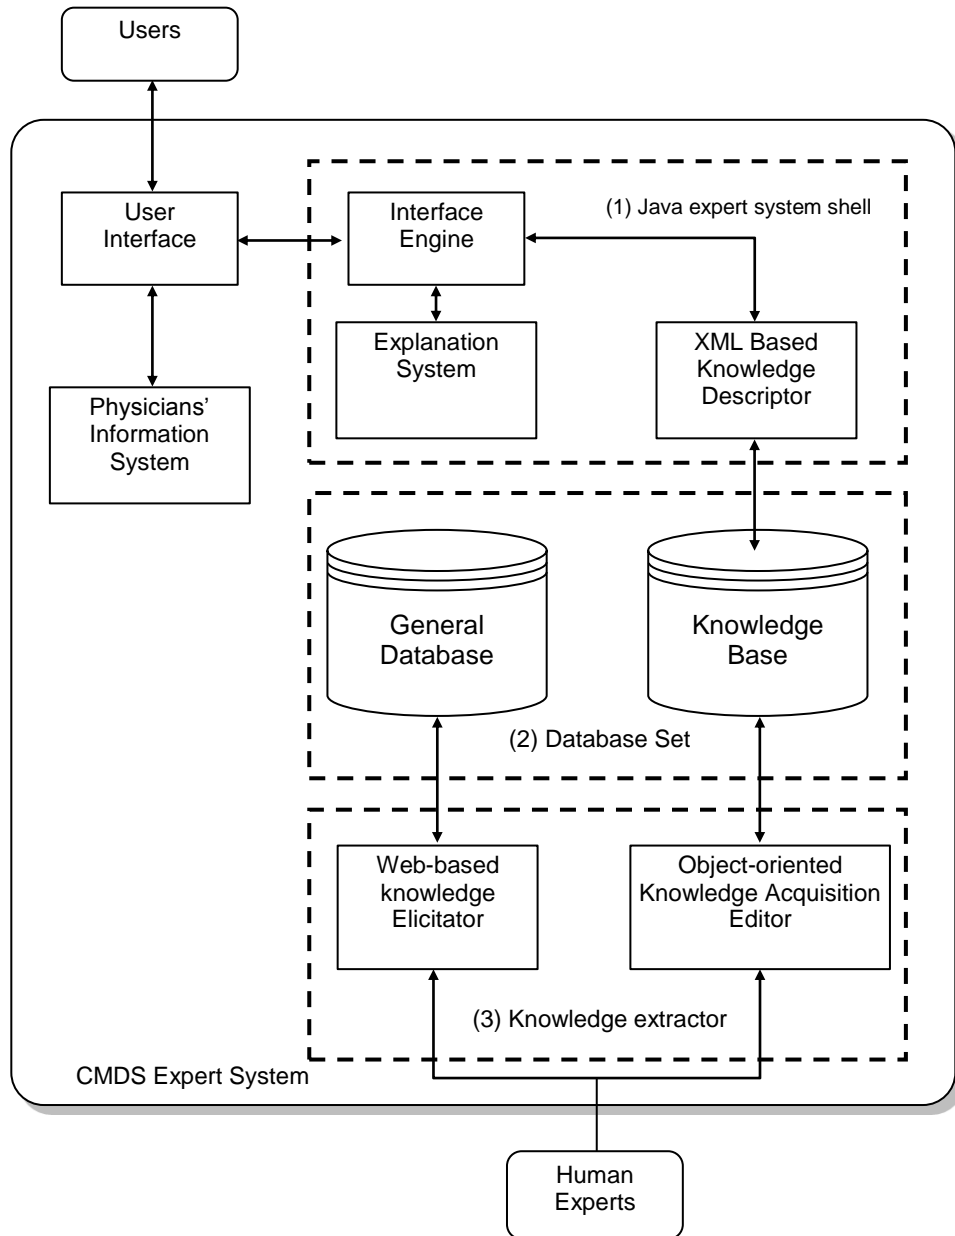 Users
User
Interface
Interface
Engine
(1) Java expert system shell
Explanation
System
XML Based
Knowledge
Descriptor
Physicians’
Information
System
General
Database
Knowledge
Base
(2) Database Set
Web-based
knowledge
Elicitator
Object-oriented
Knowledge Acquisition
Editor
(3) Knowledge extractor
CMDS Expert System
Human
Experts